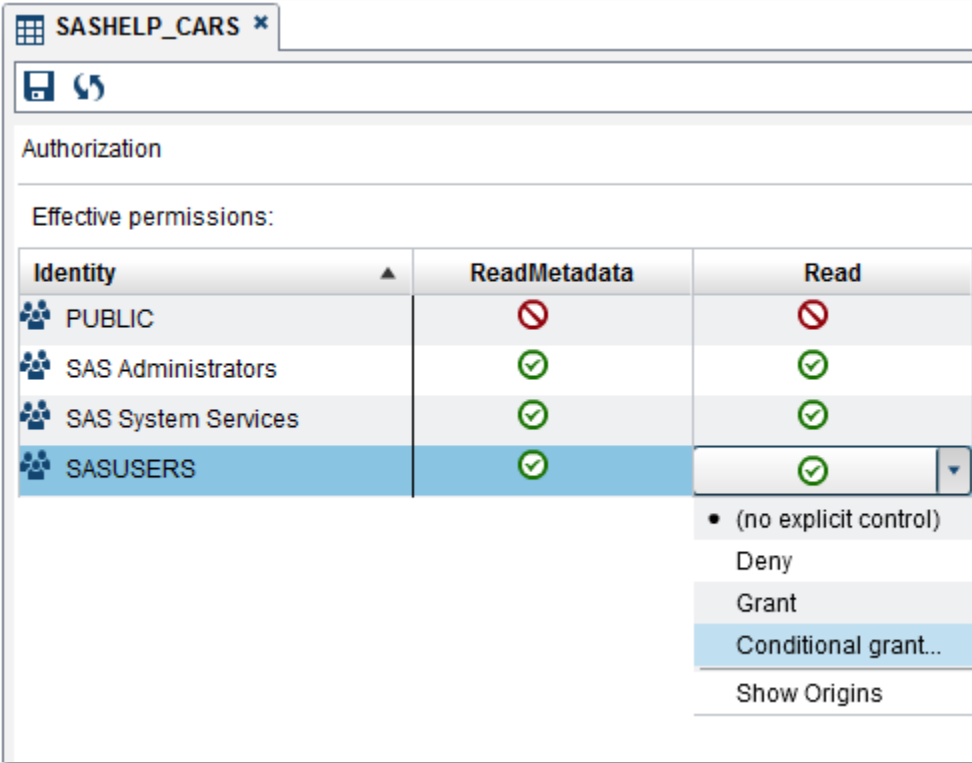 SASHELP_CARS
Authorization
Effective permissions:
Identity ReadMetadata Read
PUBLIC
SAS Administrators
SAS System Services
SASUSERS
(no explicit control)
Deny
Grant
Conditional grant...
Show Origins